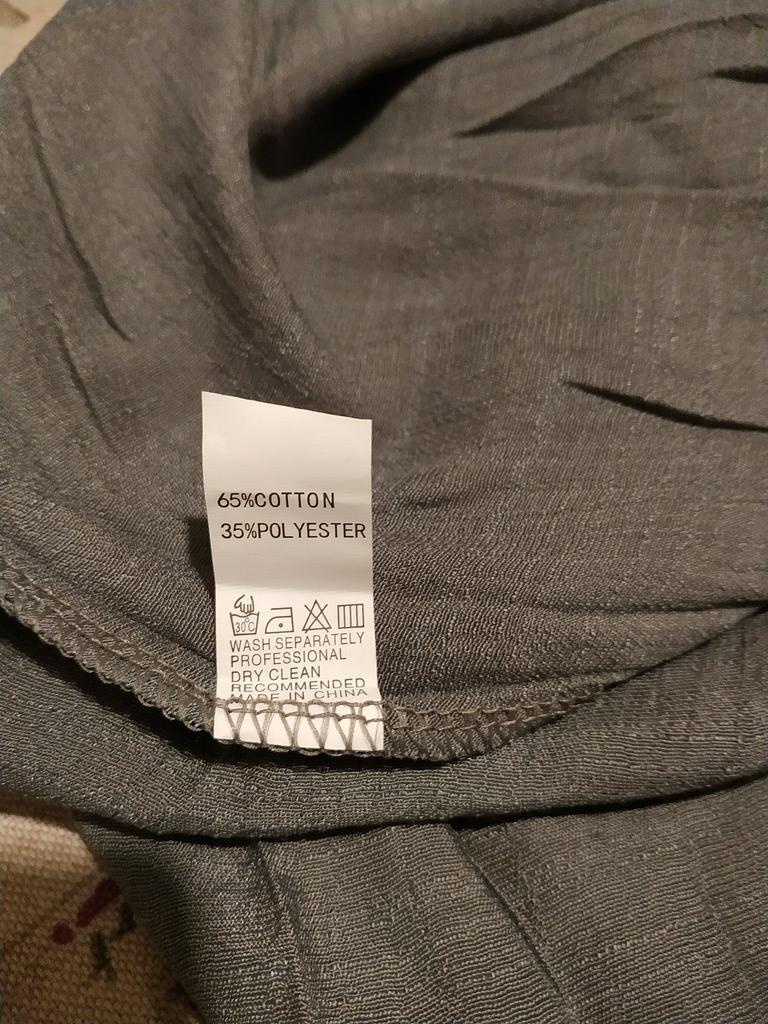 65%COTTON
35%POLYESTER
30°C
WASH SEPARATELY
PROFESSIONAL
DRY CLEAN
RECOMMENDED
MADE IN CHINA